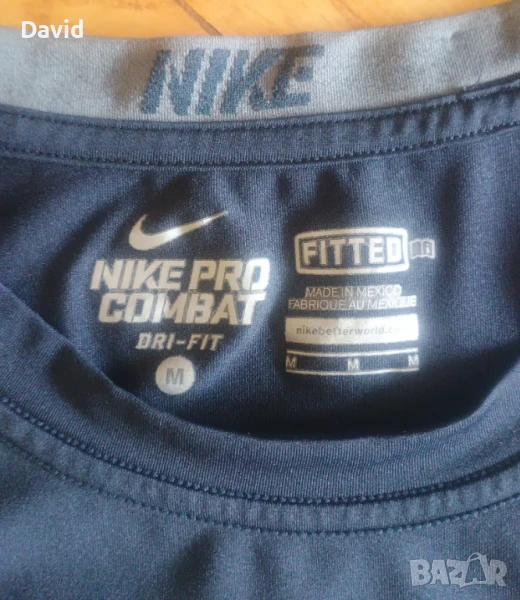 David
NIKE
NIKE PRO
COMBAT
DRI-FIT
M
FITTED
MADE IN MEXICO
FABRIQUE AU MEXIQUE
nikebetterworld.com
M M M
BAZAR